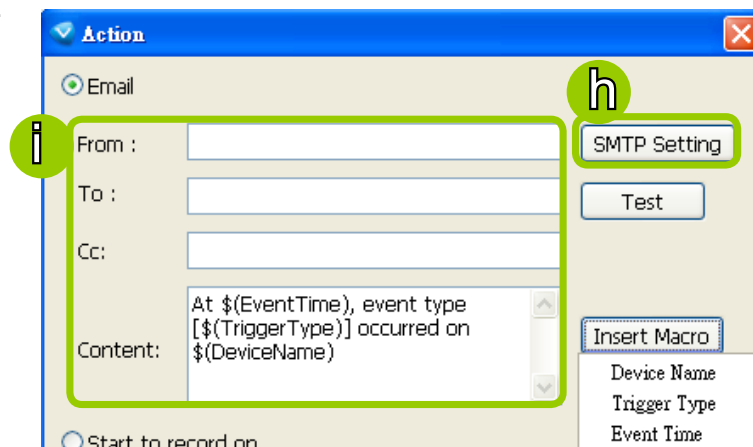 Action
Email
h
i
From :
SMTP Setting
To :
Test
Cc:
At $(EventTime), event type
[$(TriggerType)] occurred on
$(DeviceName)
Content:
Insert Macro
Device Name
Trigger Type
Event Time
Start to record on